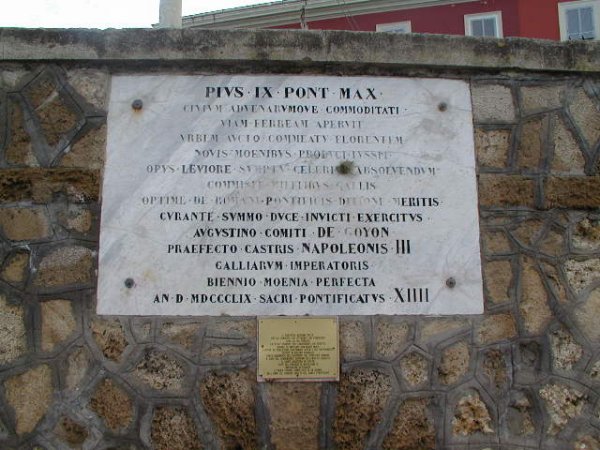 PIVS · IX · PONT · MAX ·
CIVIVM · ADVENARVMQVE · COMMODITATI ·
VIAM · FERREAM · APERVIT
VRBEM · AVCTO · COMMEATV · FLORENTEM
NOVIS · MOENIBVS · PRODVCI · IVSSIT
OPVS · LEVIORE · SVMPTV · CELERIVS · ABSOLVENDVM
COMMISIT · MILITIBVS · GALLIS
OPTIME · DE · ROMANI · PONTIFICIS · DITIONE · MERITIS
CVRANTE · SVMMO · DVCE · INVICTI · EXERCITVS ·
AVGVSTINO · COMITI · DE · GOYON
PRAEFECTO · CASTRIS · NAPOLEONIS · III
GALLIARVM · IMPERATORIS ·
BIENNIO · MOENIA · PERFECTA
AN · D · MDCCCLIX · SACRI · PONTIFICATVS · XIIII